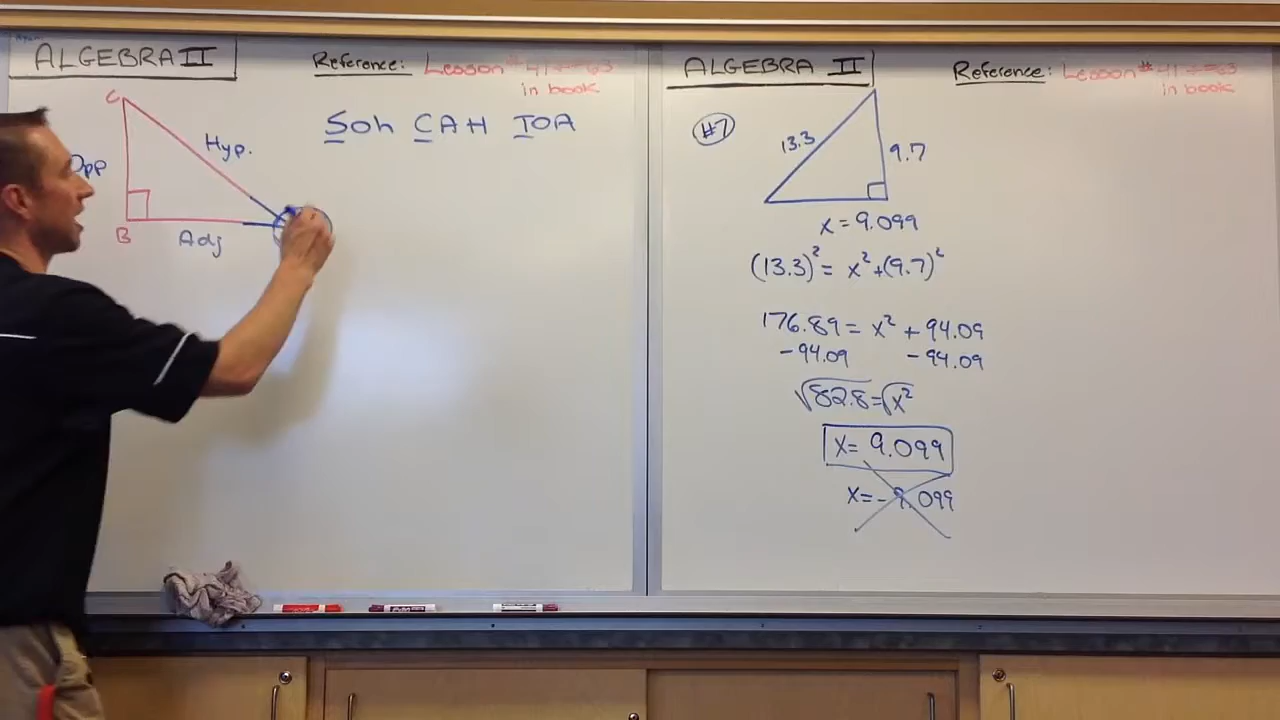 ALGEBRA II
Reference: Lesson # 41 63
in book
C
Opp
Hyp.
B
Adj
Soh CAH TOA
ALGEBRA II
Reference: Lesson # 41 63
in book
#7
13.3
9.7
x = 9.099
(13.3)² = x² + (9.7)²
176.89 = x² + 94.09
-94.09 -94.09
√82.8 = √x²
x = 9.099
x = -9.099